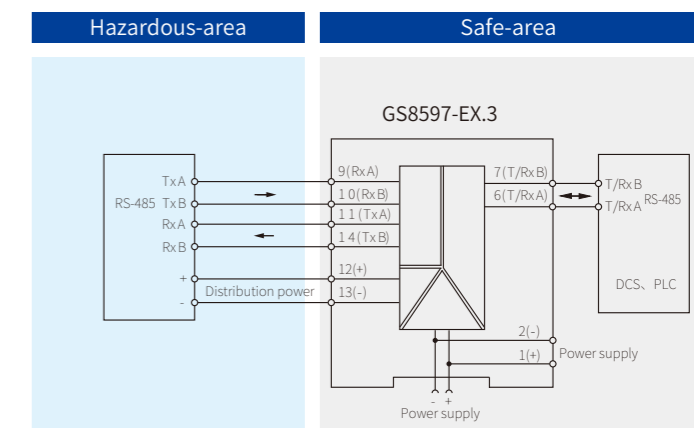 Hazardous-area
Safe-area
GS8597-EX.3
9(RxA)
7(T/RxB)
TxA
T/RxB
10(RxB)
6(T/RxA)
RS-485 TxB
RS-485
T/RxA
11(TxA)
RxA
14(TxB)
RxB
12(+)
+
DCS、PLC
Distribution power
13(-)
-
2(-)
1(+)
Power supply
- +
Power supply